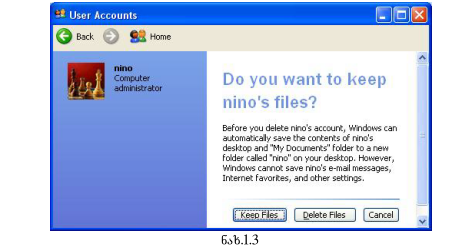 User Accounts
Back Home
nino
Computer
administrator
Do you want to keep
nino's files?
Before you delete nino's account, Windows can
automatically save the contents of nino's
desktop and "My Documents" folder to a new
folder called "nino" on your desktop. However,
Windows cannot save nino's e-mail messages,
Internet favorites, and other settings.
Keep Files Delete Files Cancel
ნახ.1.3